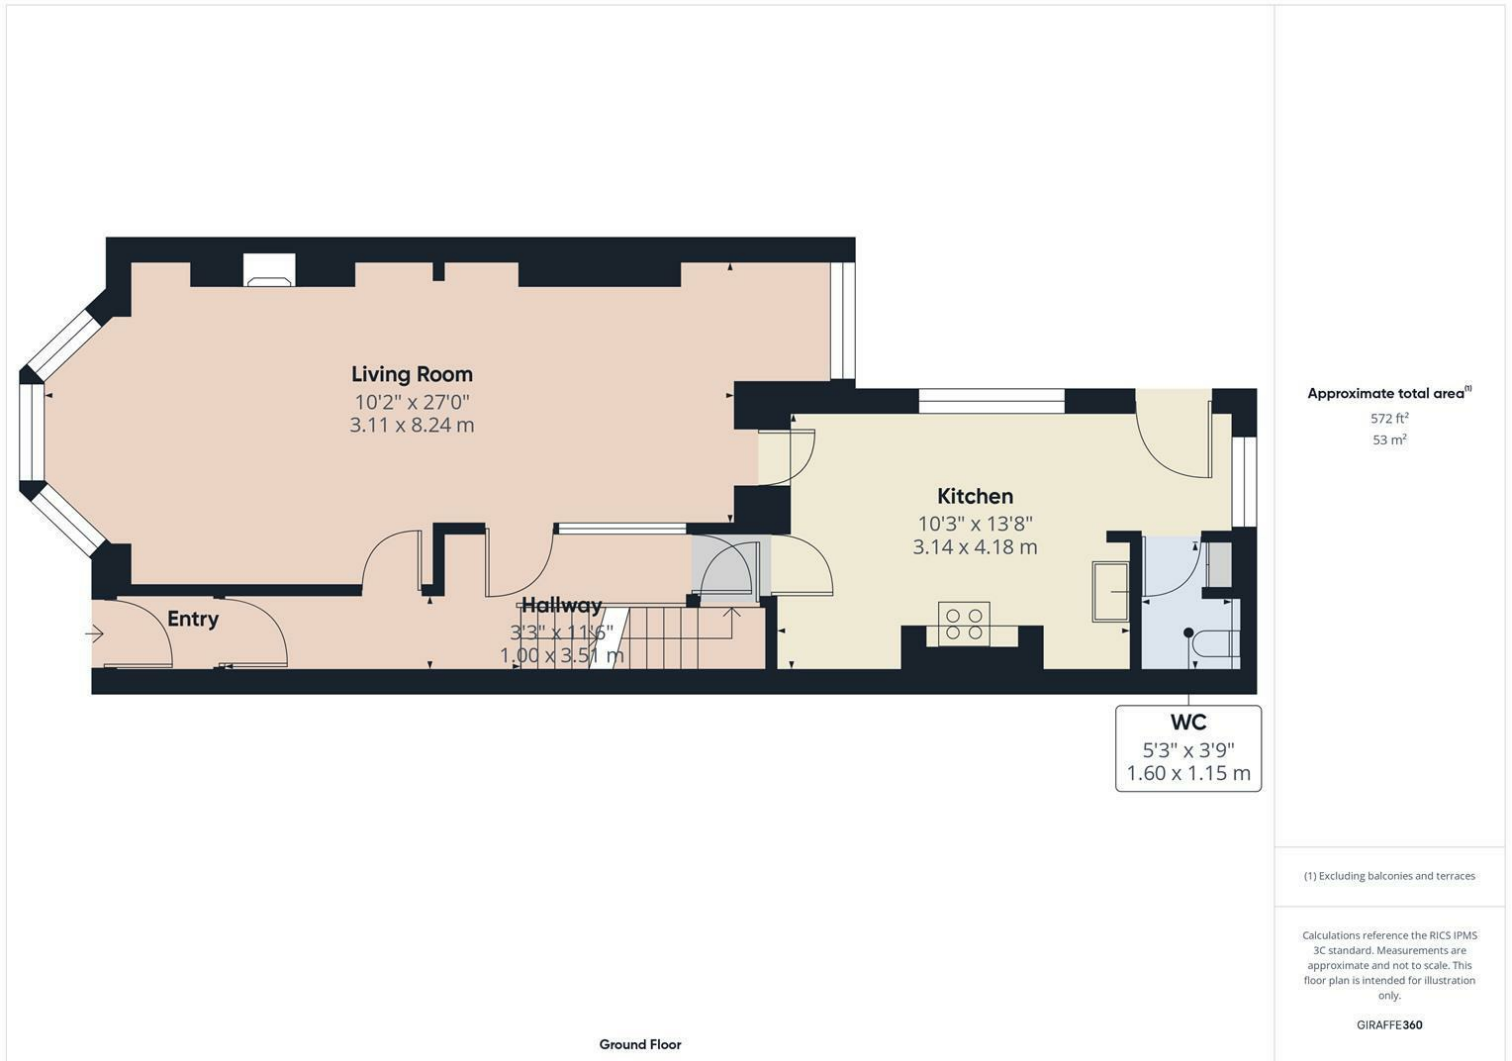 Living Room
10'2" x 27'0"
3.11 x 8.24 m
Kitchen
10'3" x 13'8"
3.14 x 4.18 m
Entry
Hallway
3'3" x 11'6"
1.00 x 3.51 m
WC
5'3" x 3'9"
1.60 x 1.15 m
Ground Floor
Approximate total area(1)
572 ft²
53 m²
(1) Excluding balconies and terraces
Calculations reference the RICS IPMS
3C standard. Measurements are
approximate and not to scale. This
floor plan is intended for illustration
only.
GIRAFFE360